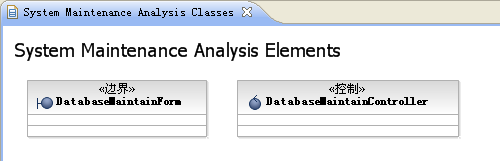 System Maintenance Analysis Classes
System Maintenance Analysis Elements
«边界»
DatabaseMaintainForm
«控制»
DatabaseMaintainController